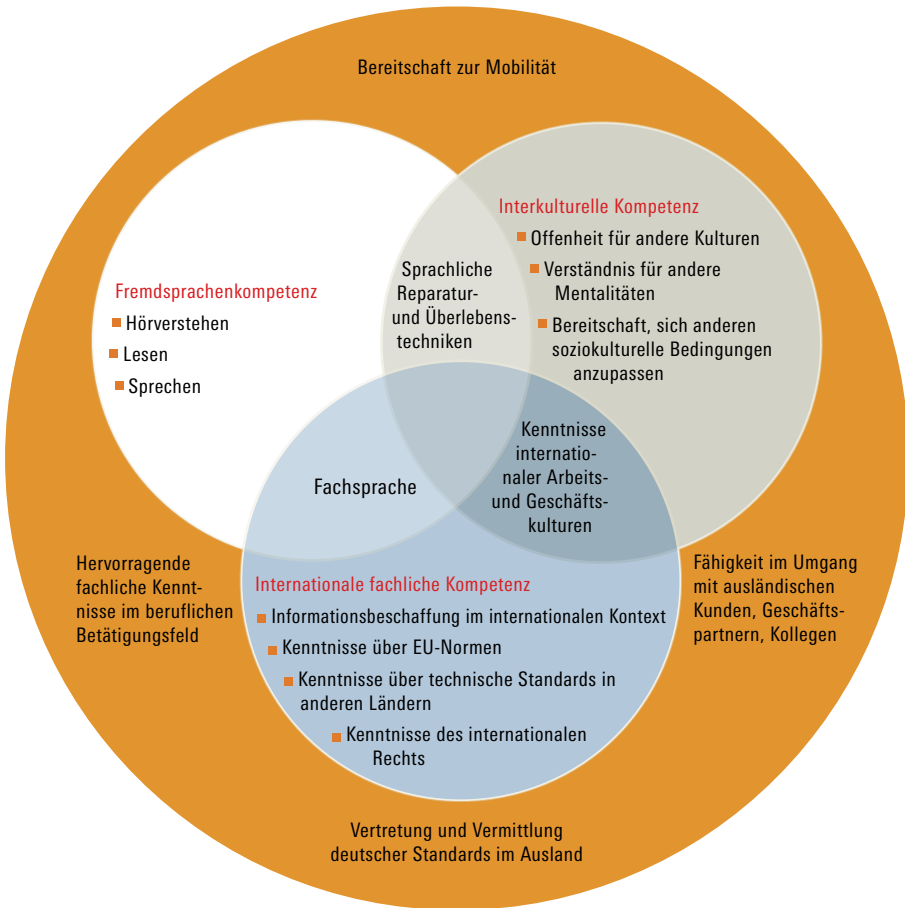 Bereitschaft zur Mobilität
Interkulturelle Kompetenz
Offenheit für andere Kulturen
Verständnis für andere
Mentalitäten
Bereitschaft, sich anderen
soziokulturelle Bedingungen
anzupassen
Sprachliche
Reparatur-
und Überlebens-
techniken
Fremdsprachenkompetenz
Hörverstehen
Lesen
Sprechen
Kenntnisse
internatio-
naler Arbeits-
und Geschäfts-
kulturen
Fachsprache
Hervorragende
fachliche Kennt-
nisse im beruflichen
Betätigungsfeld
Internationale fachliche Kompetenz
Informationsbeschaffung im internationalen Kontext
Kenntnisse über EU-Normen
Kenntnisse über technische Standards in
anderen Ländern
Kenntnisse des internationalen
Rechts
Fähigkeit im Umgang
mit ausländischen
Kunden, Geschäfts-
partnern, Kollegen
Vertretung und Vermittlung
deutscher Standards im Ausland